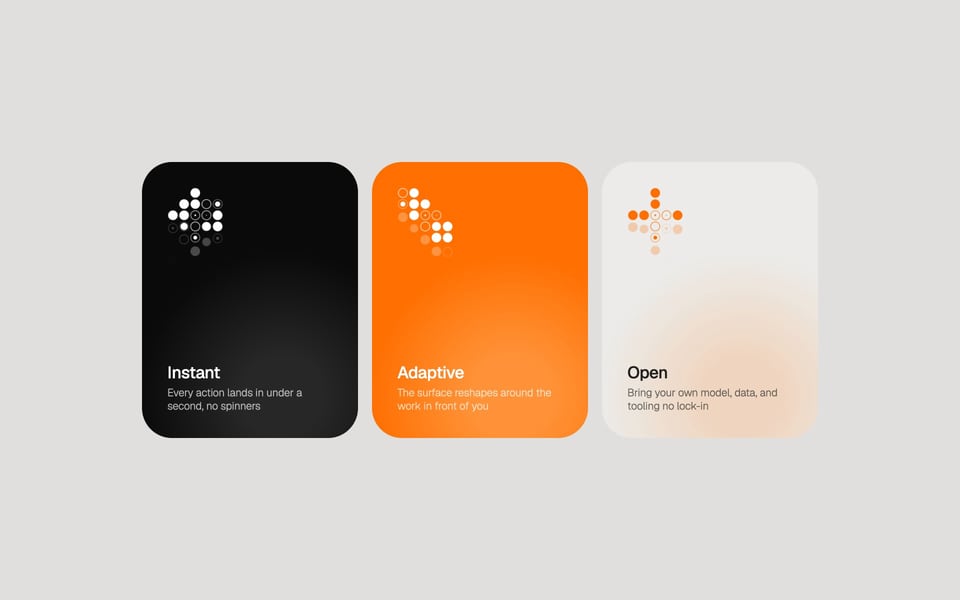 Instant
Every action lands in under a
second, no spinners
Adaptive
The surface reshapes around the
work in front of you
Open
Bring your own model, data, and
tooling no lock-in